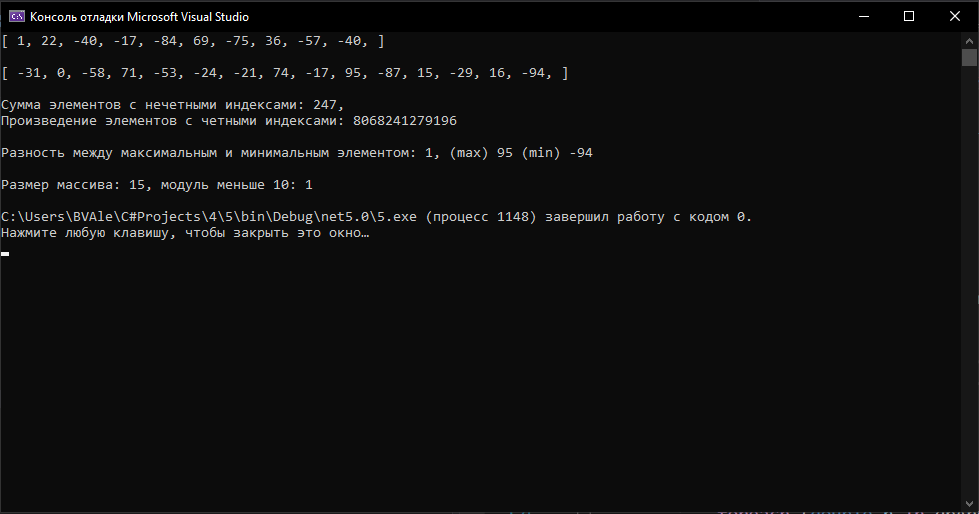 Консоль отладки Microsoft Visual Studio
[ 1, 22, -40, -17, -84, 69, -75, 36, -57, -40, ]
[ -31, 0, -58, 71, -53, -24, -21, 74, -17, 95, -87, 15, -29, 16, -94, ]
Сумма элементов с нечетными индексами: 247,
Произведение элементов с четными индексами: 8068241279196
Разность между максимальным и минимальным элементом: 1, (max) 95 (min) -94
Размер массива: 15, модуль меньше 10: 1
C:\Users\BVAle\C#Projects\4\5\bin\Debug\net5.0\5.exe (процесс 1148) завершил работу с кодом 0.
Нажмите любую клавишу, чтобы закрыть это окно…